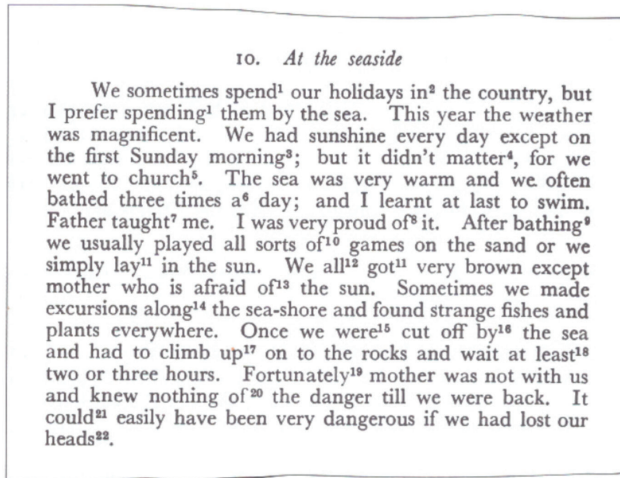 10. At the seaside
We sometimes spend¹ our holidays in² the country, but
I prefer spending¹ them by the sea. This year the weather
was magnificent. We had sunshine every day except on
the first Sunday morning³; but it didn't matter⁴, for we
went to church⁵. The sea was very warm and we often
bathed three times a⁶ day; and I learnt at last to swim.
Father taught⁷ me. I was very proud of⁸ it. After bathing⁹
we usually played all sorts of¹⁰ games on the sand or we
simply lay¹¹ in the sun. We all¹² got¹¹ very brown except
mother who is afraid of¹³ the sun. Sometimes we made
excursions along¹⁴ the sea-shore and found strange fishes and
plants everywhere. Once we were¹⁵ cut off by¹⁶ the sea
and had to climb up¹⁷ on to the rocks and wait at least¹⁸
two or three hours. Fortunately¹⁹ mother was not with us
and knew nothing of²⁰ the danger till we were back. It
could²¹ easily have been very dangerous if we had lost our
heads²².